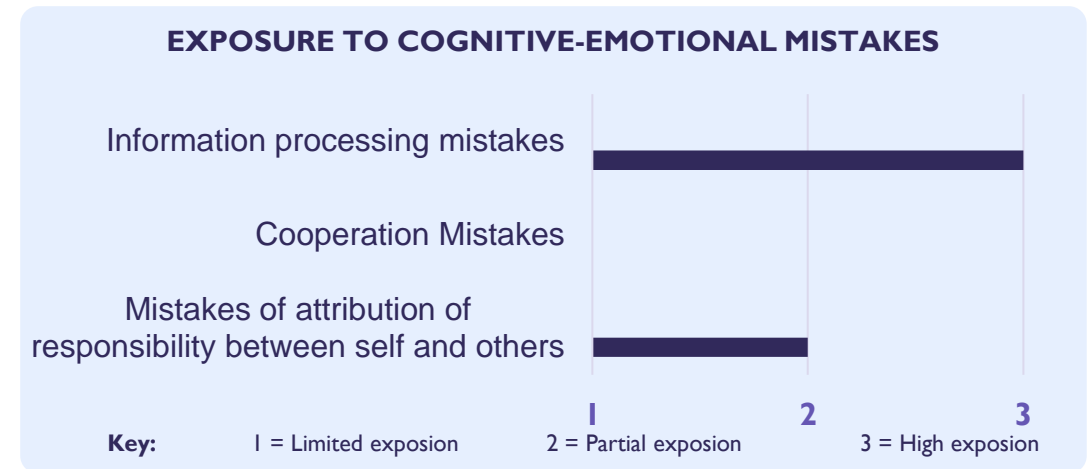 EXPOSURE TO COGNITIVE-EMOTIONAL MISTAKES
Information processing mistakes
Cooperation Mistakes
Mistakes of attribution of
responsibility between self and others
1 2 3
Key: 1 = Limited exposion 2 = Partial exposion 3 = High exposion